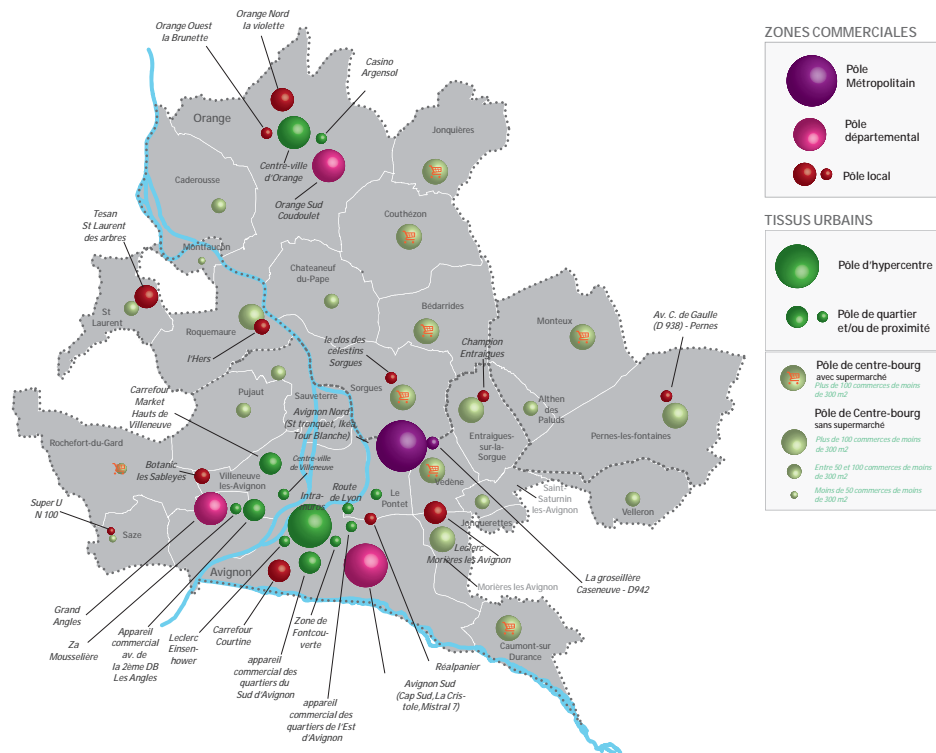 Orange Nord
la violette
Orange Ouest
la Brunette
Casino
Argensol
Orange
Jonquières
Centre-ville
d'Orange
Caderousse
Orange Sud
Coudoulet
Tesan
St Laurent
des arbres
Couthézon
Montfaucon
Chateaneuf
du-Pape
St
Laurent
Bédarrides
Monteux
Av. C. de Gaulle
(D 938) - Pernes
Roquemaure
l'Hers
le clos des
celestins
Sorgues
Champion
Entraigues
Carrefour
Market
Hauts de
Villeneuve
Pujaut
Sauveterre
Sorgues
Avignon Nord
(St tronquet, Ikéa,
Tour Blanche)
Althen
des
Paluds
Entraigues-
sur-la
Sorgue
Pernes-les-fontaines
Rochefort-du-Gard
Botanic
les Sableyes
Villeneuve
les-Avignon
Centre-ville
de Villeneuve
Vedène
Saint
Saturnin
les-Avignon
Velleron
Super U
N 100
Saze
Intra-
muros
Route
de Lyon
Le
Pontet
Jonquerettes
Avignon
Leclerc
Morières les Avignon
Morières les Avignon
La groseillère
Caseneuve - D942
Grand
Angles
Za
Mousselière
Appareil
commercial
av. de
la 2ème DB
Les Angles
Leclerc
Einsen-
hower
Carrefour
Courtine
appareil
commercial des
quartiers du
Sud d'Avignon
Zone de
Fontcou-
verte
appareil
commercial des
quartiers de l'Est
d'Avignon
Réalpanier
Avignon Sud
(Cap Sud, La Cris-
tole, Mistral 7)
Caumont-sur
Durance
ZONES COMMERCIALES
Pôle
Métropolitain
Pôle
départemental
Pôle local
TISSUS URBAINS
Pôle d'hypercentre
Pôle de quartier
et/ou de proximité
Pôle de centre-bourg
avec supermarché
Plus de 100 commerces de moins
de 300 m2
Pôle de Centre-bourg
sans supermarché
Plus de 100 commerces de moins
de 300 m2
Entre 50 et 100 commerces de moins
de 300 m2
Moins de 50 commerces de moins
de 300 m2